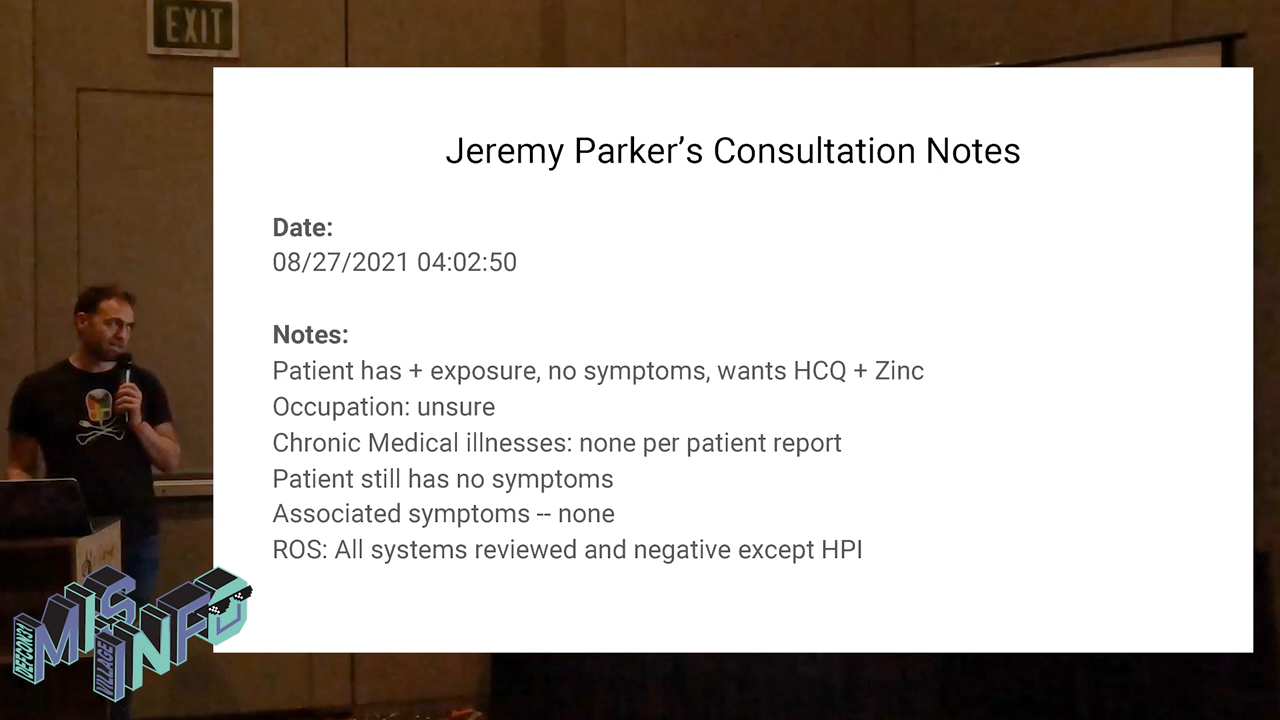 EXIT
Jeremy Parker's Consultation Notes
Date:
08/27/2021 04:02:50
Notes:
Patient has + exposure, no symptoms, wants HCQ + Zinc
Occupation: unsure
Chronic Medical illnesses: none per patient report
Patient still has no symptoms
Associated symptoms -- none
ROS: All systems reviewed and negative except HPI
DEFCON31
MIS
INFO
VILLAGE